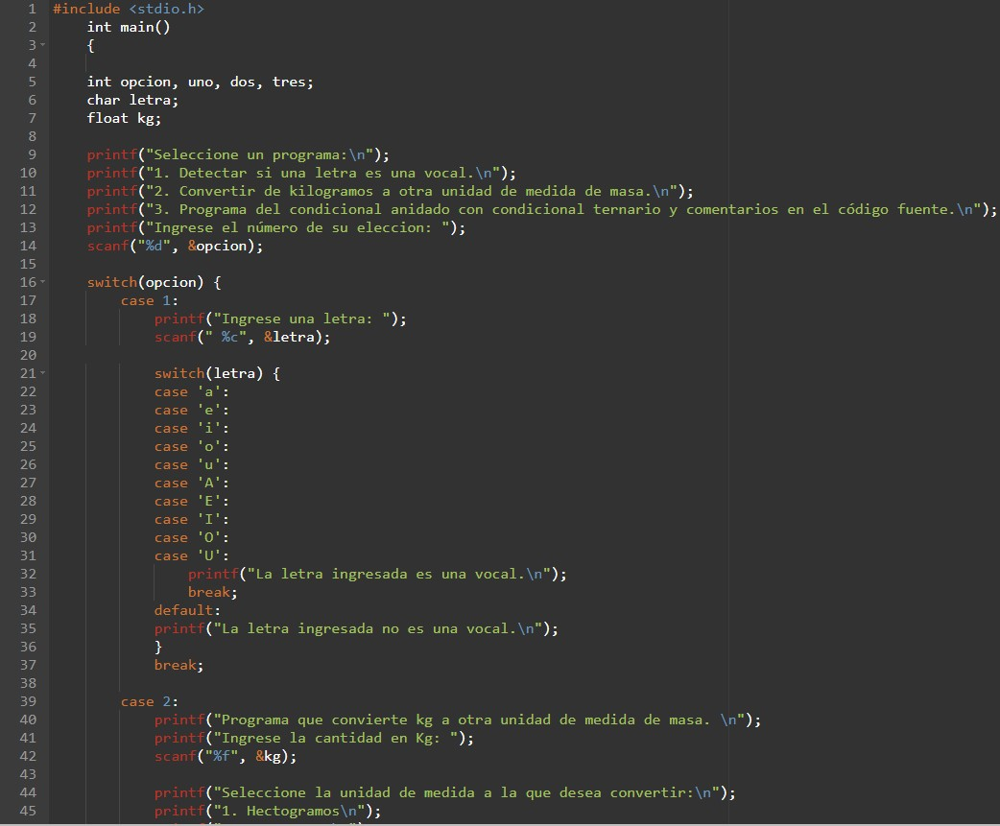 1 #include <stdio.h>
2 int main()
3 {
4
5 int opcion, uno, dos, tres;
6 char letra;
7 float kg;
8
9 printf("Seleccione un programa:\n");
10 printf("1. Detectar si una letra es una vocal.\n");
11 printf("2. Convertir de kilogramos a otra unidad de medida de masa.\n");
12 printf("3. Programa del condicional anidado con condicional ternario y comentarios en el código fuente.\n");
13 printf("Ingrese el número de su eleccion: ");
14 scanf("%d", &opcion);
15
16 switch(opcion) {
17 case 1:
18 printf("Ingrese una letra: ");
19 scanf(" %c", &letra);
20
21 switch(letra) {
22 case 'a':
23 case 'e':
24 case 'i':
25 case 'o':
26 case 'u':
27 case 'A':
28 case 'E':
29 case 'I':
30 case 'O':
31 case 'U':
32 printf("La letra ingresada es una vocal.\n");
33 break;
34 default:
35 printf("La letra ingresada no es una vocal.\n");
36 }
37 break;
38
39 case 2:
40 printf("Programa que convierte kg a otra unidad de medida de masa. \n");
41 printf("Ingrese la cantidad en Kg: ");
42 scanf("%f", &kg);
43
44 printf("Seleccione la unidad de medida a la que desea convertir:\n");
45 printf("1. Hectogramos\n");